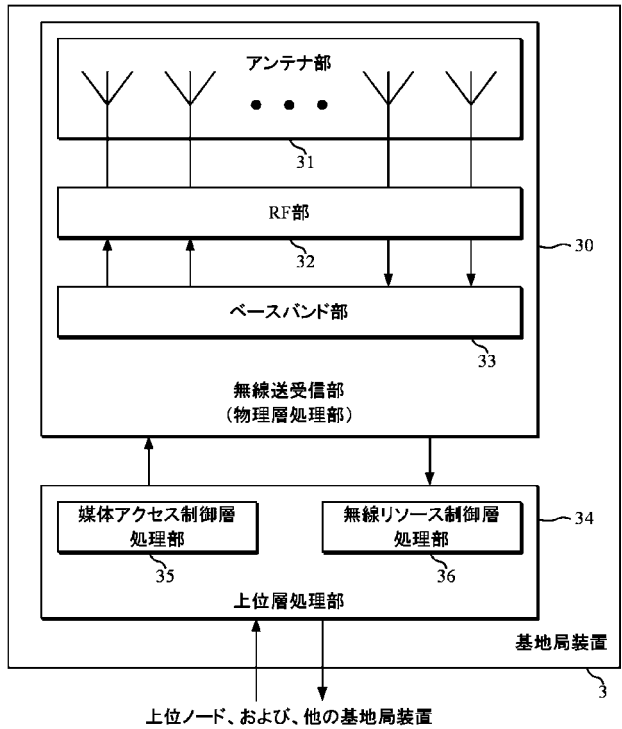 アンテナ部
31
RF部
32
30
ベースバンド部
33
無線送受信部
(物理層処理部)
媒体アクセス制御層
処理部
35
無線リソース制御層
処理部
36
34
上位層処理部
基地局装置
3
上位ノード、および、他の基地局装置